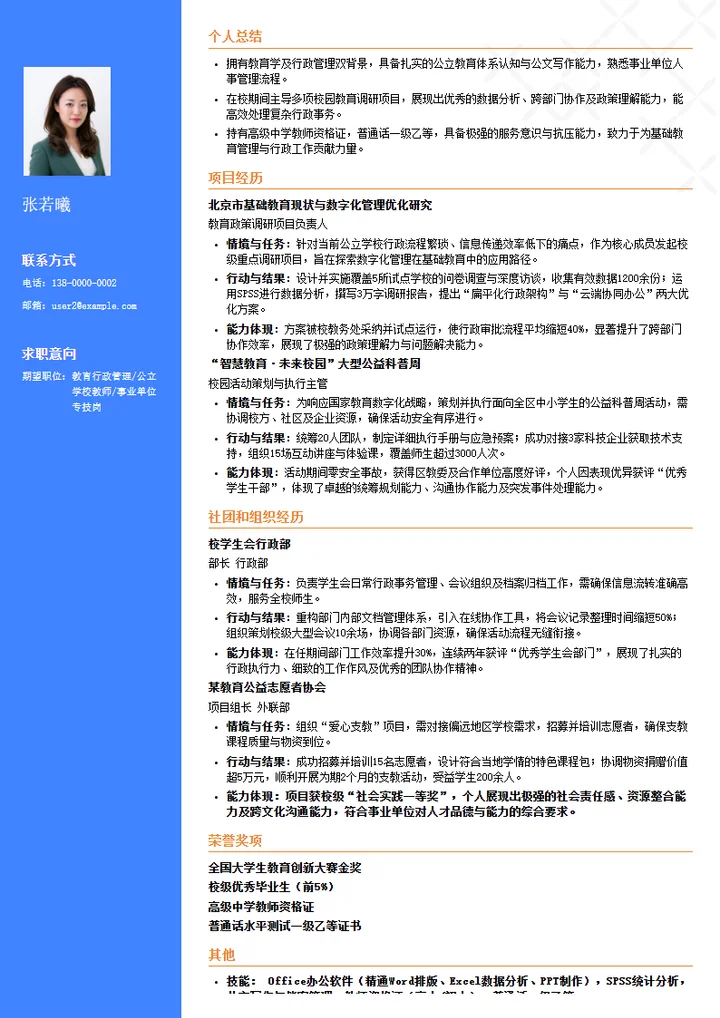 张若曦
联系方式
电话：138-0000-0002
邮箱：user2@example.com
求职意向
期望职位：教育行政管理/公立
学校教师/事业单位
专技岗
个人总结
• 拥有教育学及行政管理双背景，具备扎实的公立教育体系认知与公文写作能力，熟悉事业单位人
事管理流程。
• 在校期间主导多项校园教育调研项目，展现出优秀的数据分析、跨部门协作及政策理解能力，能
高效处理复杂行政事务。
• 持有高级中学教师资格证，普通话一级乙等，具备极强的服务意识与抗压能力，致力于为基础教
育管理与行政工作贡献力量。
项目经历
北京市基础教育现状与数字化管理优化研究
教育政策调研项目负责人
• 情境与任务：针对当前公立学校行政流程繁琐、信息传递效率低下的痛点，作为核心成员发起校
级重点调研项目，旨在探索数字化管理在基础教育中的应用路径。
• 行动与结果：设计并实施覆盖5所试点学校的问卷调查与深度访谈，收集有效数据1200余份；运
用SPSS进行数据分析，撰写3万字调研报告，提出“扁平化行政架构”与“云端协同办公”两大优
化方案。
• 能力体现：方案被校教务处采纳并试点运行，使行政审批流程平均缩短40%，显著提升了跨部门
协作效率，展现了极强的政策理解力与问题解决能力。
“智慧教育·未来校园”大型公益科普周
校园活动策划与执行主管
• 情境与任务：为响应国家教育数字化战略，策划并执行面向全区中小学生的公益科普周活动，需
协调校方、社区及企业资源，确保活动安全有序进行。
• 行动与结果：统筹20人团队，制定详细执行手册与应急预案；成功对接3家科技企业获取技术支
持，组织15场互动讲座与体验课，覆盖师生超过3000人次。
• 能力体现：活动期间零安全事故，获得区教委及合作单位高度好评，个人因表现优异获评“优秀
学生干部”，体现了卓越的统筹规划能力、沟通协作能力及突发事件处理能力。
社团和组织经历
校学生会行政部
部长 行政部
• 情境与任务：负责学生会日常行政事务管理、会议组织及档案归档工作，需确保信息流转准确高
效，服务全校师生。
• 行动与结果：重构部门内部文档管理体系，引入在线协作工具，将会议记录整理时间缩短50%；
组织策划校级大型会议10余场，协调各部门资源，确保活动流程无缝衔接。
• 能力体现：在任期间部门工作效率提升30%，连续两年获评“优秀学生会部门”，展现了扎实的
行政执行力、细致的工作作风及优秀的团队协作精神。
某教育公益志愿者协会
项目组长 外联部
• 情境与任务：组织“爱心支教”项目，需对接偏远地区学校需求，招募并培训志愿者，确保支教
课程质量与物资到位。
• 行动与结果：成功招募并培训15名志愿者，设计符合当地学情的特色课程包；协调物资捐赠价值
超5万元，顺利开展为期2个月的支教活动，受益学生200余人。
• 能力体现：项目获校级“社会实践一等奖”，个人展现出极强的社会责任感、资源整合能
力及跨文化沟通能力，符合事业单位对人才品德与能力的综合要求。
荣誉奖项
全国大学生教育创新大赛金奖
校级优秀毕业生（前5%）
高级中学教师资格证
普通话水平测试一级乙等证书
其他
• 技能： Office办公软件（精通Word排版、Excel数据分析、PPT制作），SPSS统计分析，